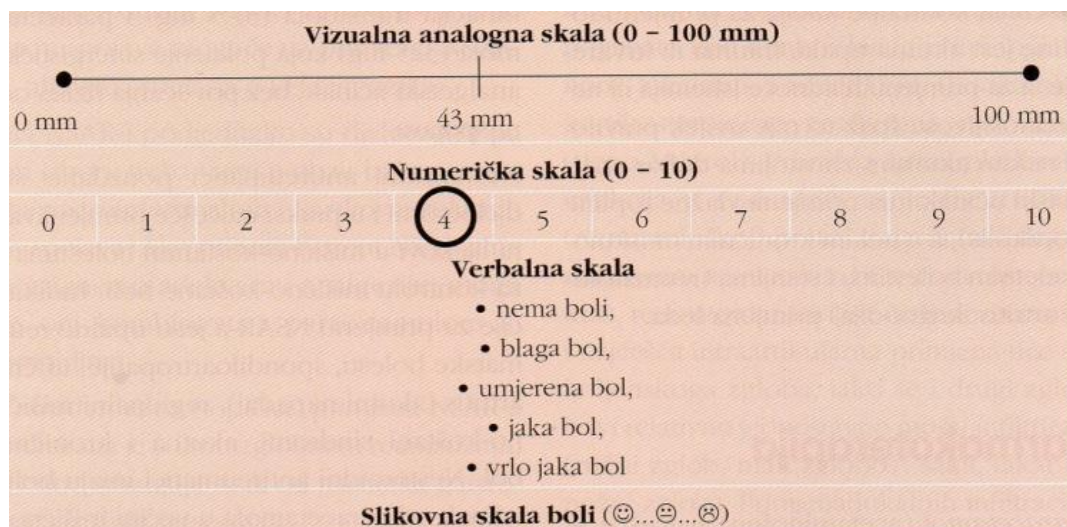 Vizualna analogna skala (0 – 100 mm)
0 mm 43 mm 100 mm
Numerička skala (0 – 10)
0 1 2 3 4 5 6 7 8 9 10
Verbalna skala
• nema boli,
• blaga bol,
• umjerena bol,
• jaka bol,
• vrlo jaka bol
Slikovna skala boli (☺...😐...☹)